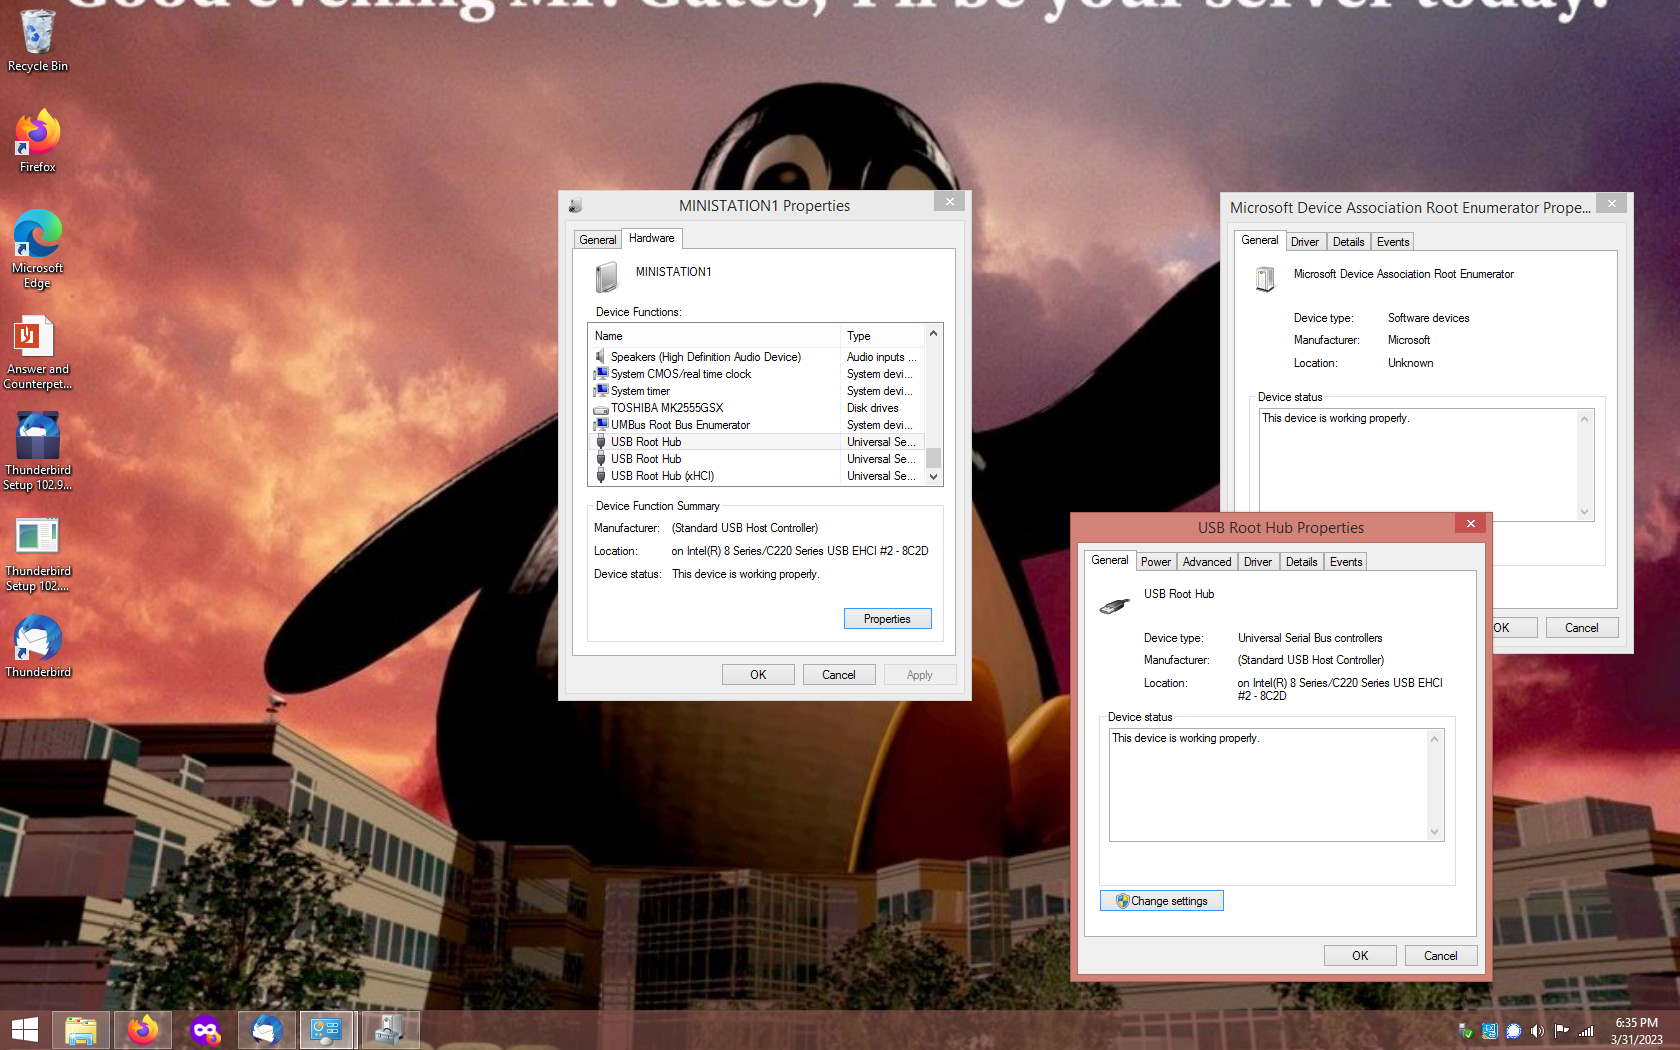 Good evening Mr. Gates, I'll be your server today.
Recycle Bin
Firefox
Microsoft
Edge
Answer and
Counterpet...
Thunderbird
Setup 102.9...
Thunderbird
Setup 102....
Thunderbird
MINISTATION1 Properties
General
Hardware
MINISTATION1
Device Functions:
Name Type
Speakers (High Definition Audio Device) Audio inputs ...
System CMOS/real time clock System devi...
System timer System devi...
TOSHIBA MK2555GSX Disk drives
UMBus Root Bus Enumerator System devi...
USB Root Hub Universal Se...
USB Root Hub Universal Se...
USB Root Hub (xHCI) Universal Se...
Device Function Summary
Manufacturer: (Standard USB Host Controller)
Location: on Intel(R) 8 Series/C220 Series USB EHCI #2 - 8C2D
Device status: This device is working properly.
Properties
OK Cancel Apply
Microsoft Device Association Root Enumerator Prope...
General Driver Details Events
Microsoft Device Association Root Enumerator
Device type: Software devices
Manufacturer: Microsoft
Location: Unknown
Device status
This device is working properly.
OK Cancel
USB Root Hub Properties
General Power Advanced Driver Details Events
USB Root Hub
Device type: Universal Serial Bus controllers
Manufacturer: (Standard USB Host Controller)
Location: on Intel(R) 8 Series/C220 Series USB EHCI
#2 - 8C2D
Device status
This device is working properly.
Change settings
OK Cancel
6:35 PM
3/31/2023